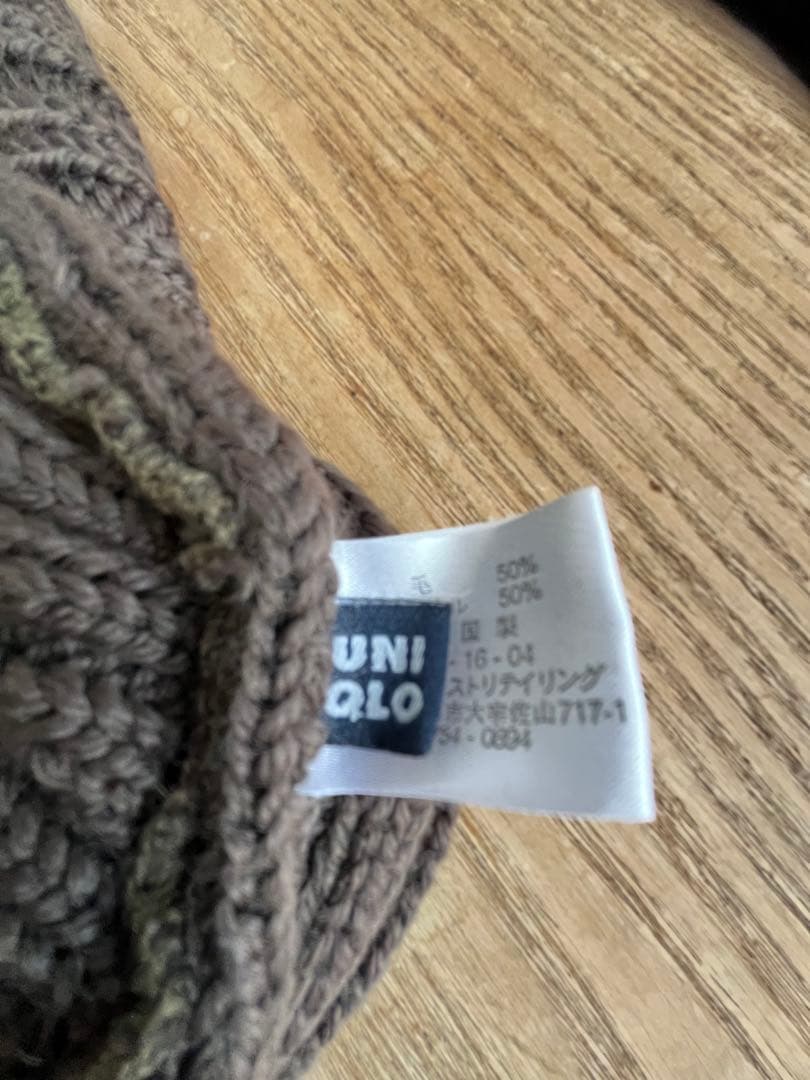 毛 50%
ル 50%
国 製
- 16 - 04
ストリテイリング
市大字佐山717-1
54 - 0894
UNI
QLO